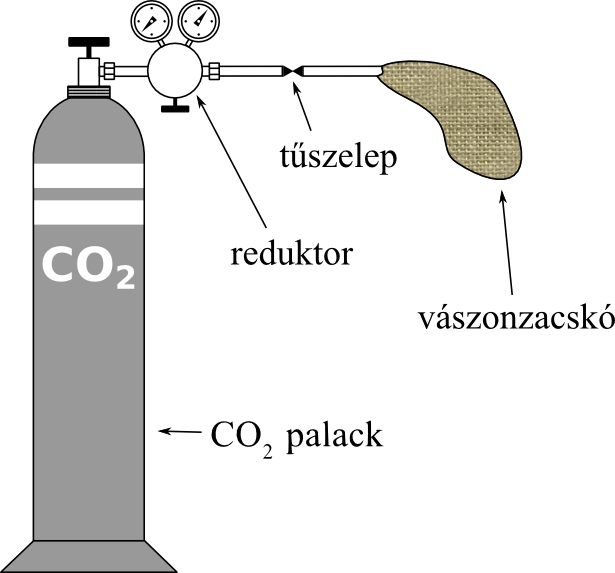 tűszelep
reduktor
vászonzacskó
CO₂
CO₂ palack